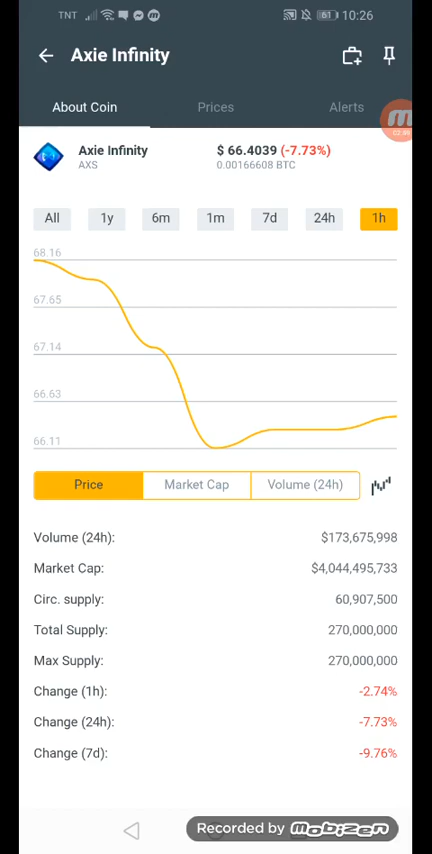 TNT 61 10:26
Axie Infinity
About Coin Prices Alerts
Axie Infinity $ 66.4039 (-7.73%)
AXS 0.00166608 BTC
All 1y 6m 1m 7d 24h 1h
68.16
67.65
67.14
66.63
66.11
Price Market Cap Volume (24h)
Volume (24h): $173,675,998
Market Cap: $4,044,495,733
Circ. supply: 60,907,500
Total Supply: 270,000,000
Max Supply: 270,000,000
Change (1h): -2.74%
Change (24h): -7.73%
Change (7d): -9.76%
Recorded by mobizen